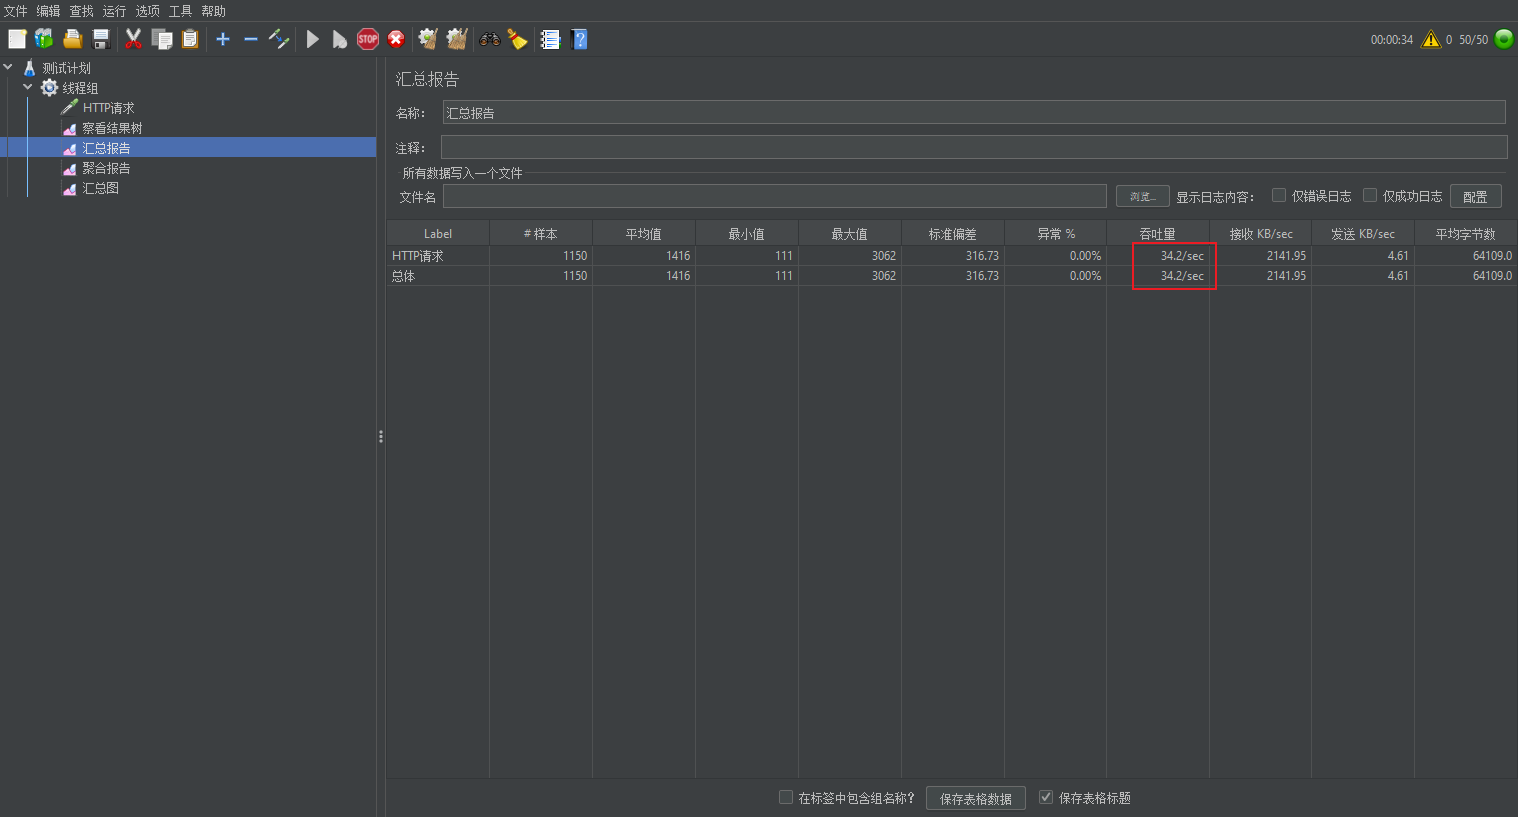 文件 编辑 查找 运行 选项 工具 帮助
STOP ? 00:00:34 0 50/50
测试计划
线程组
HTTP请求
察看结果树
汇总报告
聚合报告
汇总图
汇总报告
名称： 汇总报告
注释：
所有数据写入一个文件
文件名 浏览... 显示日志内容： 仅错误日志 仅成功日志 配置
Label # 样本 平均值 最小值 最大值 标准偏差 异常 % 吞吐量 接收 KB/sec 发送 KB/sec 平均字节数
HTTP请求 1150 1416 111 3062 316.73 0.00% 34.2/sec 2141.95 4.61 64109.0
总体 1150 1416 111 3062 316.73 0.00% 34.2/sec 2141.95 4.61 64109.0
在标签中包含组名称? 保存表格数据 保存表格标题